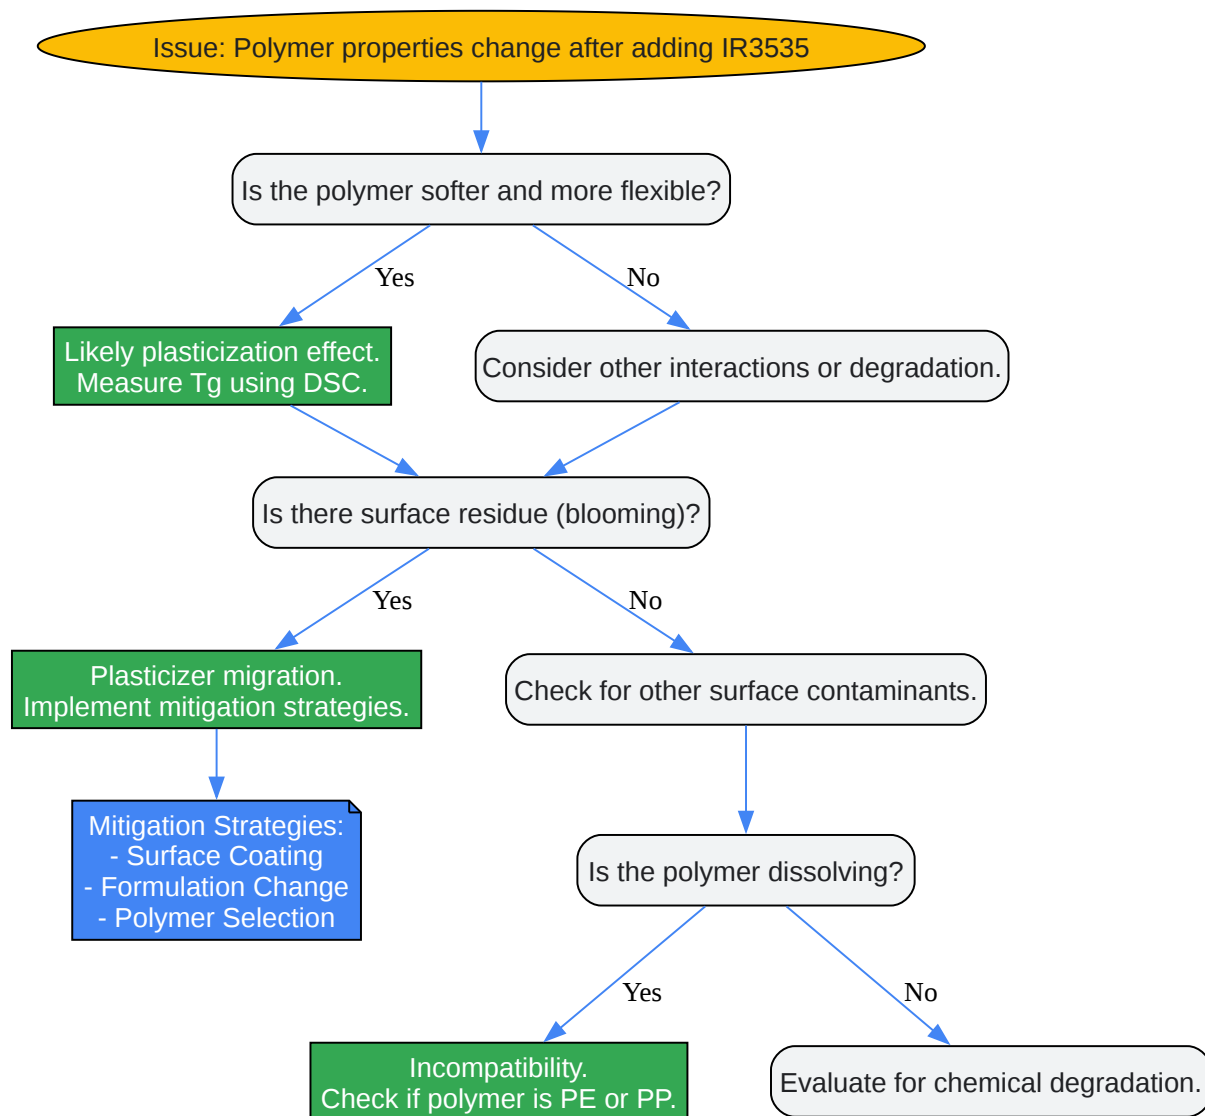 Issue: Polymer properties change after adding IR3535
Is the polymer softer and more flexible?
Yes
No
Likely plasticization effect.
Measure Tg using DSC.
Consider other interactions or degradation.
Is there surface residue (blooming)?
Yes
No
Plasticizer migration.
Implement mitigation strategies.
Check for other surface contaminants.
Mitigation Strategies:
- Surface Coating
- Formulation Change
- Polymer Selection
Is the polymer dissolving?
Yes
No
Incompatibility.
Check if polymer is PE or PP.
Evaluate for chemical degradation.